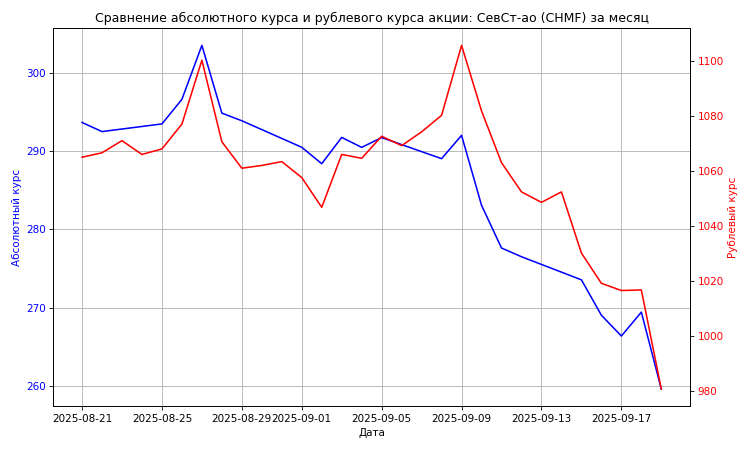 Сравнение абсолютного курса и рублевого курса акции: СевСт-ао (CHMF) за месяц
300
290
280
270
260
Абсолютный курс
1100
1080
1060
1040
1020
1000
980
Рублевый курс
2025-08-21 2025-08-25 2025-08-29 2025-09-01 2025-09-05 2025-09-09 2025-09-13 2025-09-17
Дата